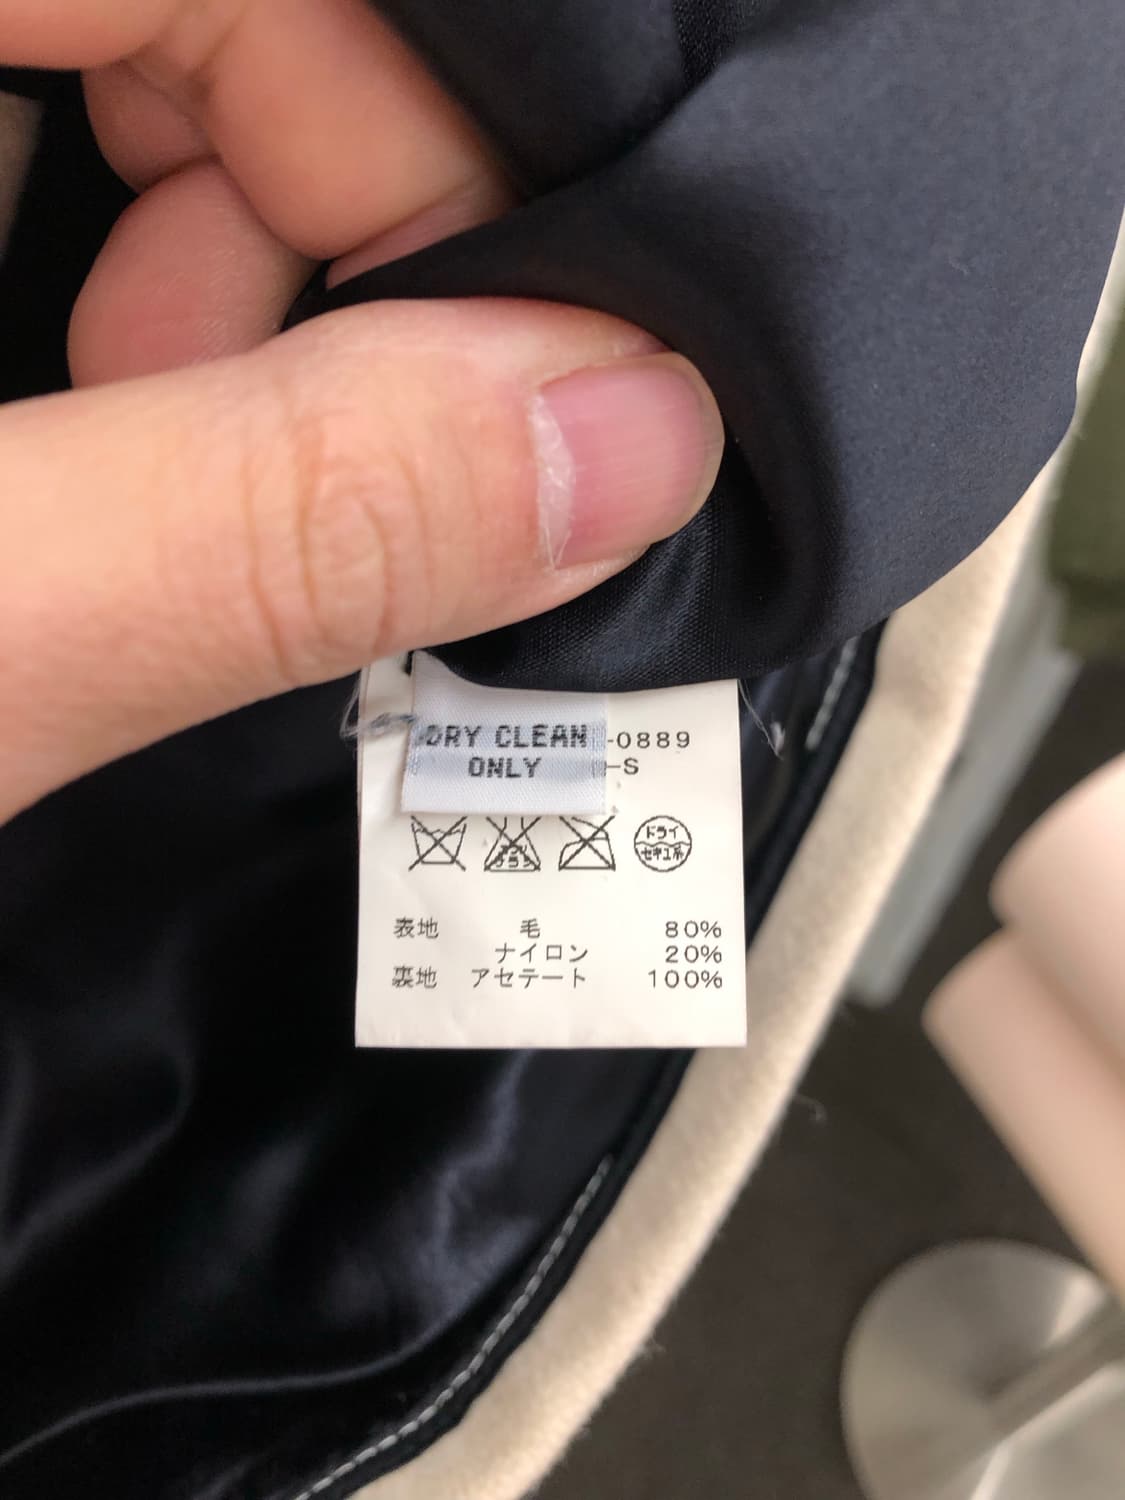 DRY CLEAN
ONLY
-0889
-S
ドライ
セキユ系
表地 毛 80%
ナイロン 20%
裏地 アセテート 100%